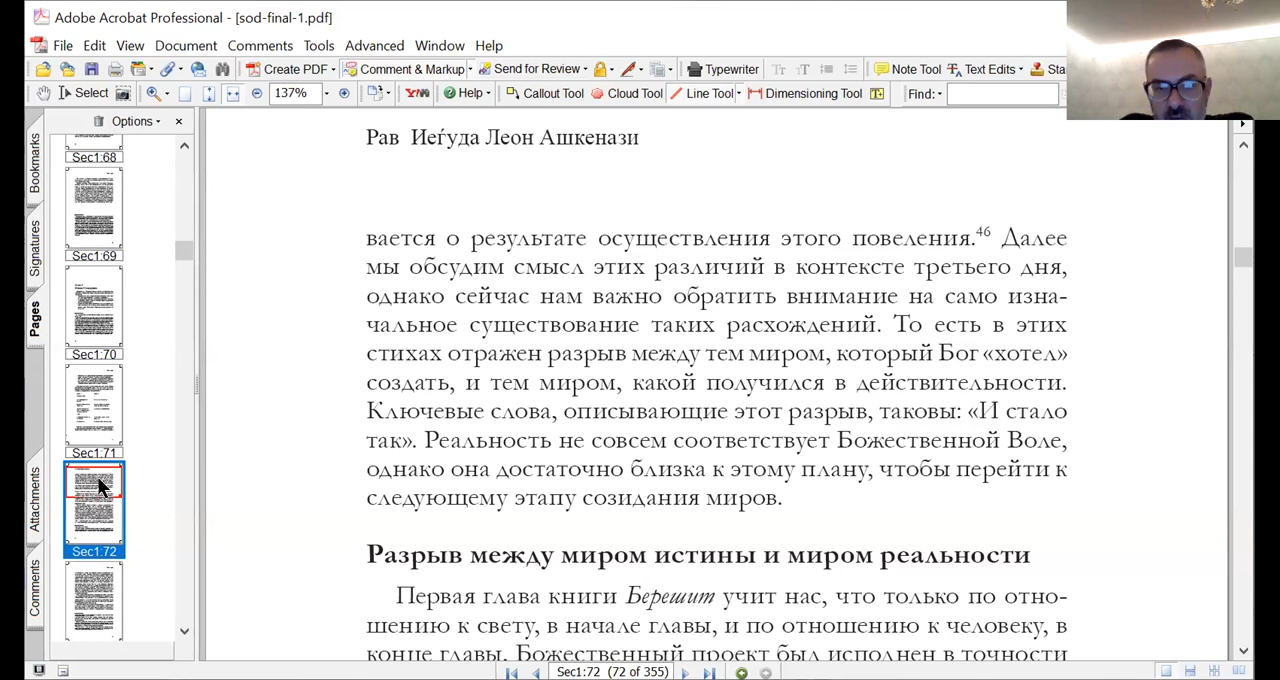 Adobe Acrobat Professional - [sod-final-1.pdf]
File Edit View Document Comments Tools Advanced Window Help
Create PDF Comment & Markup Send for Review Typewriter Note Tool Text Edits Sta
Select 137% Help Callout Tool Cloud Tool Line Tool Dimensioning Tool Find:
Options
Bookmarks
Signatures
Pages
Attachments
Comments
Sec1:68
Sec1:69
Sec1:70
Sec1:71
Sec1:72
Рав Иеѓуда Леон Ашкенази
вается о результате осуществления этого повеления.46 Далее
мы обсудим смысл этих различий в контексте третьего дня,
однако сейчас нам важно обратить внимание на само изна-
чальное существование таких расхождений. То есть в этих
стихах отражен разрыв между тем миром, который Бог «хотел»
создать, и тем миром, какой получился в действительности.
Ключевые слова, описывающие этот разрыв, таковы: «И стало
так». Реальность не совсем соответствует Божественной Воле,
однако она достаточно близка к этому плану, чтобы перейти к
следующему этапу созидания миров.
Разрыв между миром истины и миром реальности
Первая глава книги Берешит учит нас, что только по отно-
шению к свету, в начале главы, и по отношению к человеку, в
конце главы, Божественный проект был исполнен в точности
Sec1:72 (72 of 355)